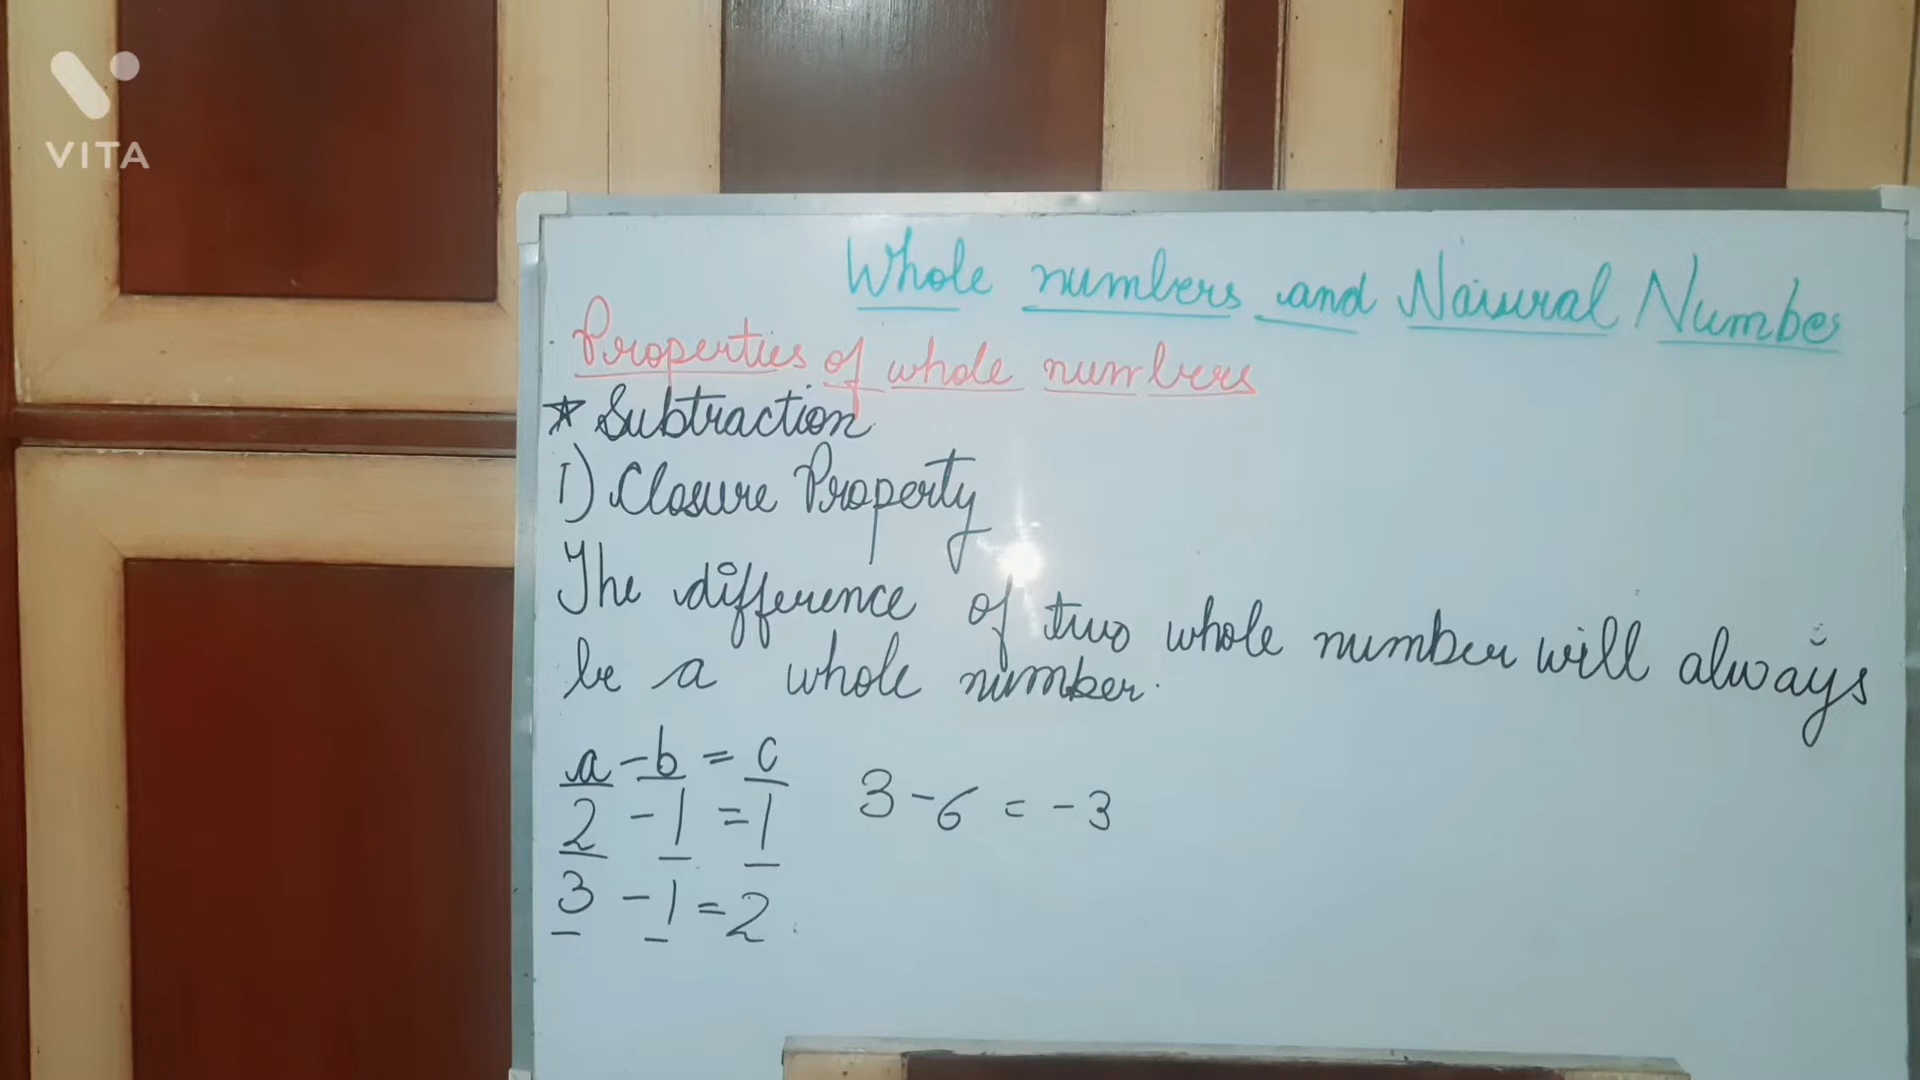 VITA
Whole numbers and Natural Number
Properties of whole numbers
★ Subtraction
1) Closure Property
The difference of two whole number will always
be a whole number.
a - b = c
2 - 1 = 1
3 - 1 = 2
3 - 6 = -3